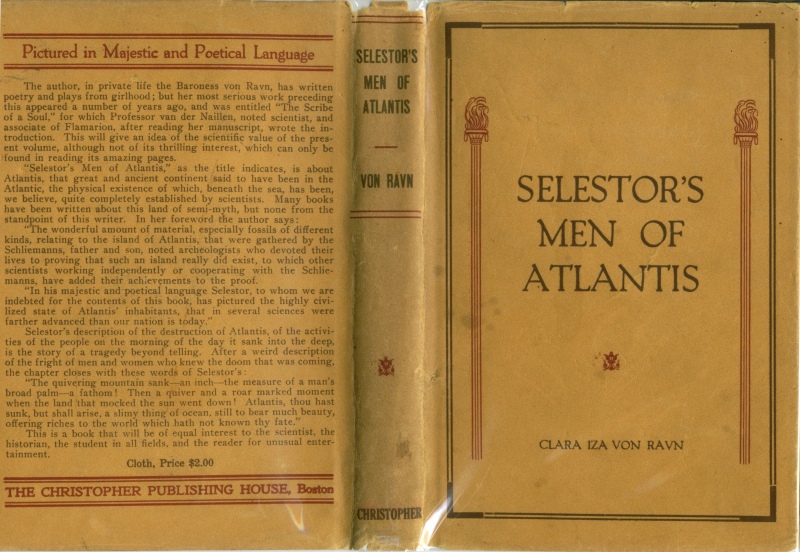 Pictured in Majestic and Poetical Language
The author, in private life the Baroness von Ravn, has written
poetry and plays from girlhood; but her most serious work preceding
this appeared a number of years ago, and was entitled "The Scribe
of a Soul," for which Professor van der Naillen, noted scientist, and
associate of Flamarion, after reading her manuscript, wrote the in-
troduction. This will give an idea of the scientific value of the pres-
ent volume, although not of its thrilling interest, which can only be
found in reading its amazing pages.
"Selestor's Men of Atlantis," as the title indicates, is about
Atlantis, that great and ancient continent said to have been in the
Atlantic, the physical existence of which, beneath the sea, has been,
we believe, quite completely established by scientists. Many books
have been written about this land of semi-myth, but none from the
standpoint of this writer. In her foreword the author says:
"The wonderful amount of material, especially fossils of different
kinds, relating to the island of Atlantis, that were gathered by the
Schliemanns, father and son, noted archeologists who devoted their
lives to proving that such an island really did exist, to which other
scientists working independently or cooperating with the Schlie-
manns, have added their achievements to the proof.
"In his majestic and poetical language Selestor, to whom we are
indebted for the contents of this book, has pictured the highly civi-
lized state of Atlantis' inhabitants, that in several sciences were
farther advanced than our nation is today."
Selestor's description of the destruction of Atlantis, of the activi-
ties of the people on the morning of the day it sank into the deep,
is the story of a tragedy beyond telling. After a weird description
of the fright of men and women who knew the doom that was coming,
the chapter closes with these words of Selestor's:
"The quivering mountain sank—an inch—the measure of a man's
broad palm—a fathom! Then a quiver and a roar marked moment
when the land that mocked the sun went down! Atlantis, thou hast
sunk, but shall arise, a slimy thing of ocean, still to bear much beauty,
offering riches to the world which hath not known thy fate."
This is a book that will be of equal interest to the scientist, the
historian, the student in all fields, and the reader for unusual enter-
tainment.
Cloth, Price $2.00
THE CHRISTOPHER PUBLISHING HOUSE, Boston
SELESTOR'S
MEN OF
ATLANTIS
VON RAVN
CHRISTOPHER
SELESTOR'S
MEN OF
ATLANTIS
CLARA IZA VON RAVN